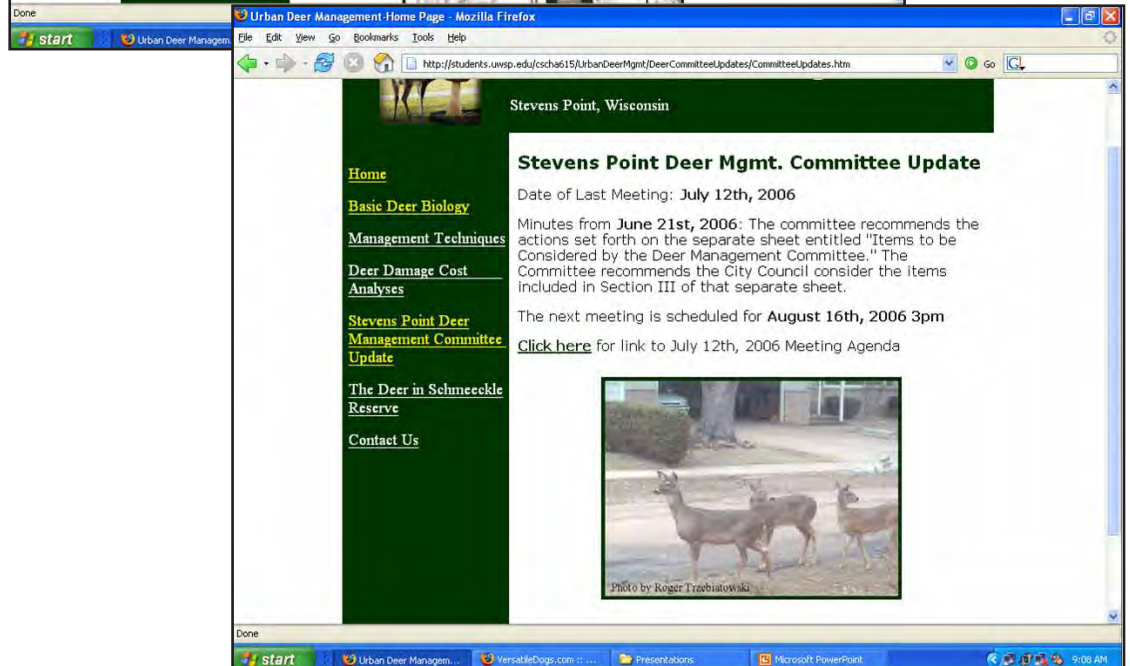 Done
start
Urban Deer Managem
Urban Deer Management-Home Page - Mozilla Firefox
File Edit View Go Bookmarks Tools Help
http://students.uwsp.edu/cscha615/UrbanDeerMgmt/DeerCommitteeUpdates/CommitteeUpdates.htm
Go
Stevens Point, Wisconsin
Home
Basic Deer Biology
Management Techniques
Deer Damage Cost
Analyses
Stevens Point Deer
Management Committee
Update
The Deer in Schmeeckle
Reserve
Contact Us
Stevens Point Deer Mgmt. Committee Update
Date of Last Meeting: July 12th, 2006
Minutes from June 21st, 2006: The committee recommends the
actions set forth on the separate sheet entitled "Items to be
Considered by the Deer Management Committee." The
Committee recommends the City Council consider the items
included in Section III of that separate sheet.
The next meeting is scheduled for August 16th, 2006 3pm
Click here for link to July 12th, 2006 Meeting Agenda
Photo by Roger Trzebiatowski
Done
start
Urban Deer Managem...
VersatileDogs.com :: ...
Presentations
Microsoft PowerPoint
9:08 AM